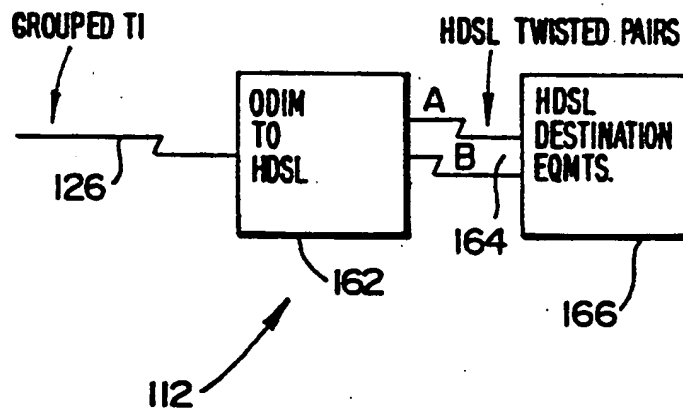 GROUPED T1
HDSL TWISTED PAIRS
ODIM
TO
HDSL
A
B
HDSL
DESTINATION
EQMTS.
126
162
164
166
112